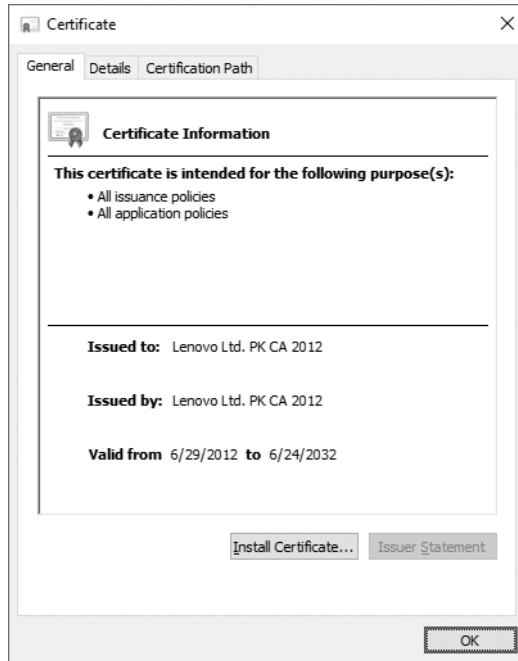 Certificate
General Details Certification Path
Certificate Information
This certificate is intended for the following purpose(s):
• All issuance policies
• All application policies
Issued to: Lenovo Ltd. PK CA 2012
Issued by: Lenovo Ltd. PK CA 2012
Valid from 6/29/2012 to 6/24/2032
Install Certificate... Issuer Statement
OK